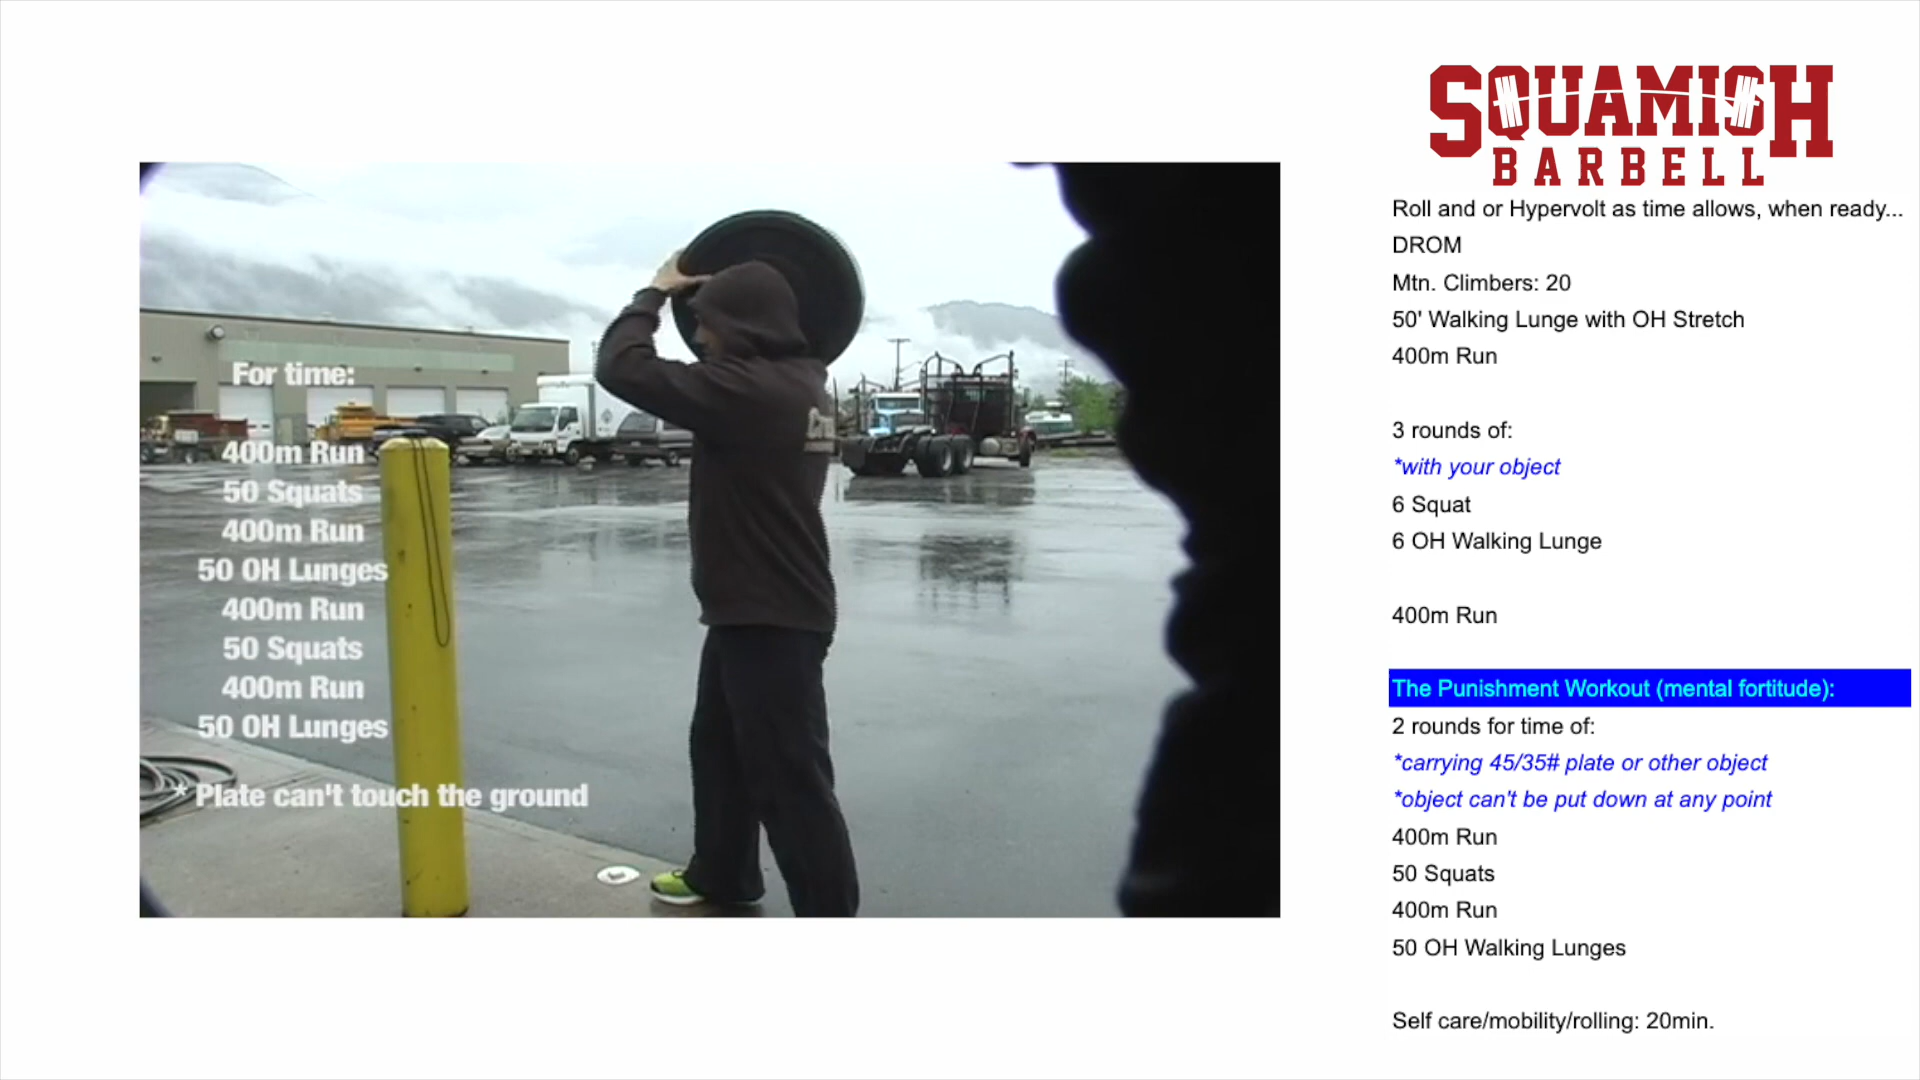 For time:
400m Run
50 Squats
400m Run
50 OH Lunges
400m Run
50 Squats
400m Run
50 OH Lunges
* Plate can't touch the ground
SQUAMISH
BARBELL
Roll and or Hypervolt as time allows, when ready...
DROM
Mtn. Climbers: 20
50' Walking Lunge with OH Stretch
400m Run
3 rounds of:
*with your object
6 Squat
6 OH Walking Lunge
400m Run
The Punishment Workout (mental fortitude):
2 rounds for time of:
*carrying 45/35# plate or other object
*object can't be put down at any point
400m Run
50 Squats
400m Run
50 OH Walking Lunges
Self care/mobility/rolling: 20min.